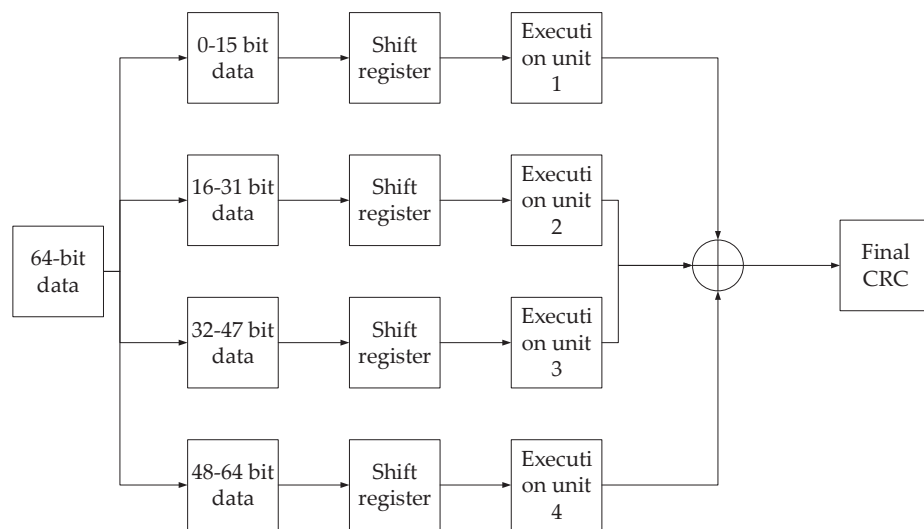 0-15 bit
data
Shift
register
Executi
on unit
1
16-31 bit
data
Shift
register
Executi
on unit
2
64-bit
data
Final
CRC
32-47 bit
data
Shift
register
Executi
on unit
3
48-64 bit
data
Shift
register
Executi
on unit
4